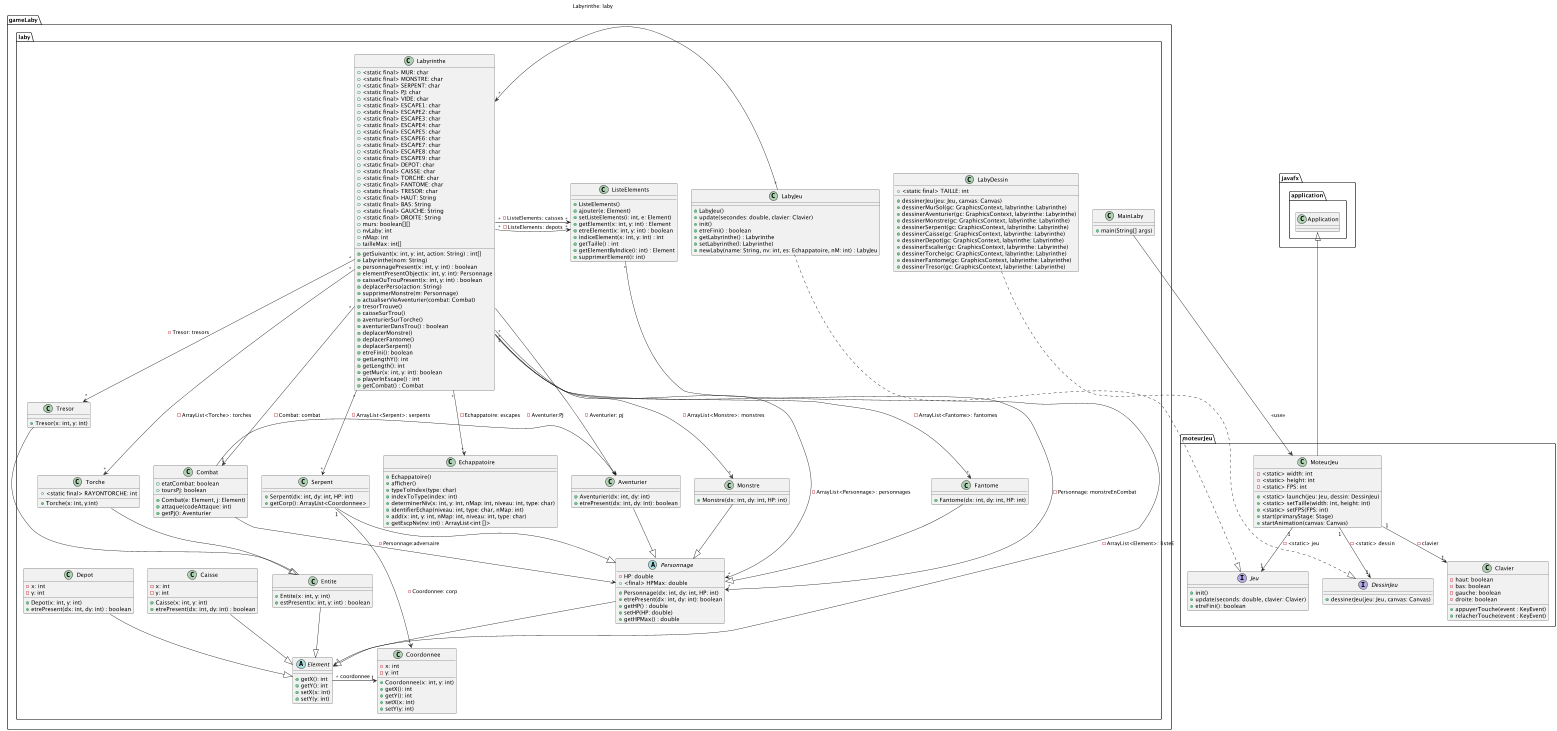 Labyrinthe: laby
gameLaby
laby
Labyrinthe
<static final> MUR: char
<static final> MONSTRE: char
<static final> SERPENT: char
<static final> PJ: char
<static final> VIDE: char
<static final> ESCAPE1: char
<static final> ESCAPE2: char
<static final> ESCAPE3: char
<static final> ESCAPE4: char
<static final> ESCAPE5: char
<static final> ESCAPE6: char
<static final> ESCAPE7: char
<static final> ESCAPE8: char
<static final> ESCAPE9: char
<static final> DEPOT: char
<static final> CAISSE: char
<static final> TORCHE: char
<static final> FANTOME: char
<static final> TRESOR: char
<static final> HAUT: String
<static final> BAS: String
<static final> GAUCHE: String
<static final> DROITE: String
murs: boolean[][]
nvLaby: int
nMap: int
tailleMax: int[]
getSuivant(x: int, y: int, action: String) : int[]
Labyrinthe(nom: String)
personnagePresent(x: int, y: int) : boolean
elementPresentObject(x: int, y: int): Personnage
caisseOuTrouPresent(x: int, y: int) : boolean
deplacerPerso(action: String)
supprimerMonstre(m: Personnage)
actualiserVieAventurier(combat: Combat)
tresorTrouve()
caisseSurTrou()
aventurierSurTorche()
aventurierDansTrou() : boolean
deplacerMonstre()
deplacerFantome()
deplacerSerpent()
etreFini(): boolean
getLengthY(): int
getLength(): int
getMur(x: int, y: int): boolean
playerInEscape() : int
getCombat() : Combat
ListeElements: caisses
ListeElements: depots
ListeElements
ListeElements()
ajouter(e: Element)
setListeElements(i: int, e: Element)
getElement(x: int, y: int) : Element
etreElement(x: int, y: int) : boolean
indiceElement(x: int, y: int) : int
getTaille() : int
getElementByIndice(i: int) : Element
supprimerElement(i: int)
LabyJeu
LabyJeu()
update(secondes: double, clavier: Clavier)
init()
etreFini() : boolean
getLabyrinthe() : Labyrinthe
setLabyrinthe(l: Labyrinthe)
newLaby(name: String, nv: int, es: Echappatoire, nM: int) : LabyJeu
LabyDessin
<static final> TAILLE: int
dessinerJeu(jeu: Jeu, canvas: Canvas)
dessinerMurSol(gc: GraphicsContext, labyrinthe: Labyrinthe)
dessinerAventurier(gc: GraphicsContext, labyrinthe: Labyrinthe)
dessinerMonstre(gc: GraphicsContext, labyrinthe: Labyrinthe)
dessinerSerpent(gc: GraphicsContext, labyrinthe: Labyrinthe)
dessinerCaisse(gc: GraphicsContext, labyrinthe: Labyrinthe)
dessinerDepot(gc: GraphicsContext, labyrinthe: Labyrinthe)
dessinerEscalier(gc: GraphicsContext, labyrinthe: Labyrinthe)
dessinerTorche(gc: GraphicsContext, labyrinthe: Labyrinthe)
dessinerFantome(gc: GraphicsContext, labyrinthe: Labyrinthe)
dessinerTresor(gc: GraphicsContext, labyrinthe: Labyrinthe)
MainLaby
main(String[] args)
javafx
application
Application
Tresor: tresors
«use»
Tresor
Tresor(x: int, y: int)
ArrayList<Torche>: torches
Combat: combat
ArrayList<Serpent>: serpents
Echappatoire: escapes
Aventurier:PJ
Aventurier: pj
ArrayList<Monstre>: monstres
ArrayList<Fantome>: fantomes
Torche
<static final> RAYONTORCHE: int
Torche(x: int, y:int)
Combat
etatCombat: boolean
toursPJ: boolean
Combat(e: Element, j: Element)
attaque(codeAttaque: int)
getPJ(): Aventurier
Serpent
Serpent(dx: int, dy: int, HP: int)
getCorp(): ArrayList<Coordonnee>
Echappatoire
Echappatoire()
afficher()
typeToIndex(type: char)
indexToType(index: int)
determinerNiv(x: int, y: int, nMap: int, niveau: int, type: char)
identifierEchap(niveau: int, type: char, nMap: int)
add(x: int, y: int, nMap: int, niveau: int, type: char)
getEscpNv(nv: int) : ArrayList<int []>
Aventurier
Aventurier(dx: int, dy: int)
etrePresent(dx: int, dy: int): boolean
Monstre
Monstre(dx: int, dy: int, HP: int)
Fantome
Fantome(dx: int, dy: int, HP: int)
ArrayList<Personnage>: personnages
Personnage: monstreEnCombat
moteurJeu
MoteurJeu
<static> width: int
<static> height: int
<static> FPS: int
<static> launch(jeu: Jeu, dessin: DessinJeu)
<static> setTaille(width: int, height: int)
<static> setFPS(FPS: int)
start(primaryStage: Stage)
startAnimation(canvas: Canvas)
Personnage:adversaire
ArrayList<Element>: listeE
<static> jeu
<static> dessin
clavier
Depot
x: int
y: int
Depot(x: int, y: int)
etrePresent(dx: int, dy: int) : boolean
Caisse
x: int
y: int
Caisse(x: int, y: int)
etrePresent(dx: int, dy: int) : boolean
Entite
Entite(x: int, y: int)
estPresent(x: int, y: int) : boolean
Coordonnee: corp
Personnage
HP: double
<final> HPMax: double
Personnage(dx: int, dy: int, HP: int)
etrePresent(dx: int, dy: int): boolean
getHP() : double
setHP(HP: double)
getHPMax() : double
Jeu
init()
update(seconds: double, clavier: Clavier)
etreFini(): boolean
DessinJeu
dessinerJeu(jeu: Jeu, canvas: Canvas)
Clavier
haut: boolean
bas: boolean
gauche: boolean
droite: boolean
appuyerTouche(event : KeyEvent)
relacherTouche(event : KeyEvent)
Element
getX(): int
getY(): int
setX(x: int)
setY(y: int)
coordonnee
Coordonnee
x: int
y: int
Coordonnee(x: int, y: int)
getX(): int
getY(): int
setX(x: int)
setY(y: int)